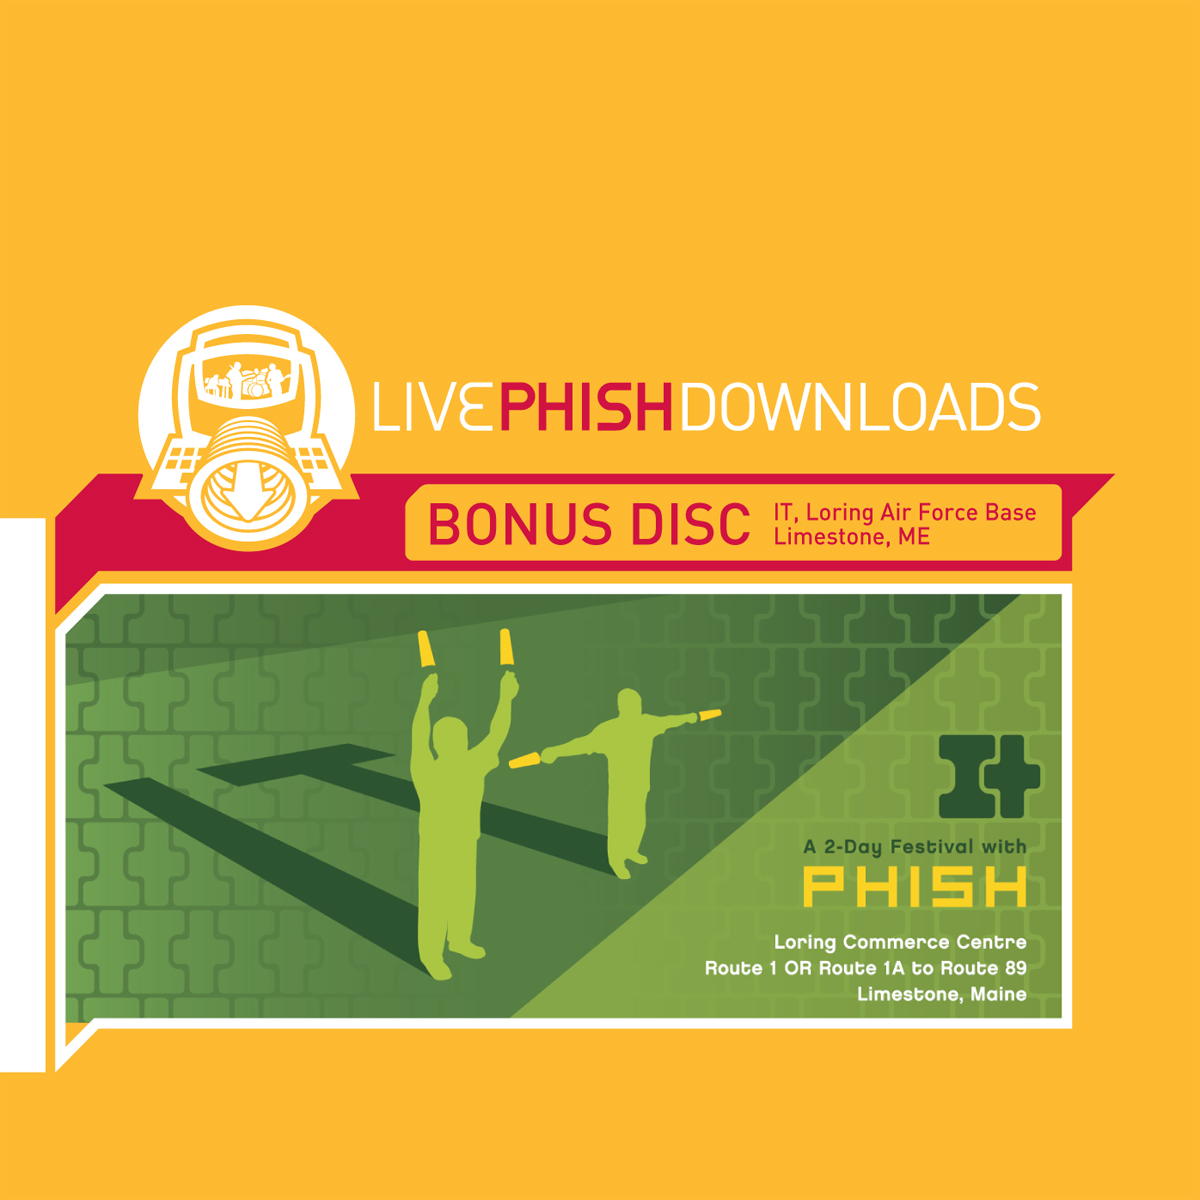 LIVEPHISHDOWNLOADS
BONUS DISC
IT, Loring Air Force Base
Limestone, ME
It
A 2-Day Festival with
PHISH
Loring Commerce Centre
Route 1 OR Route 1A to Route 89
Limestone, Maine